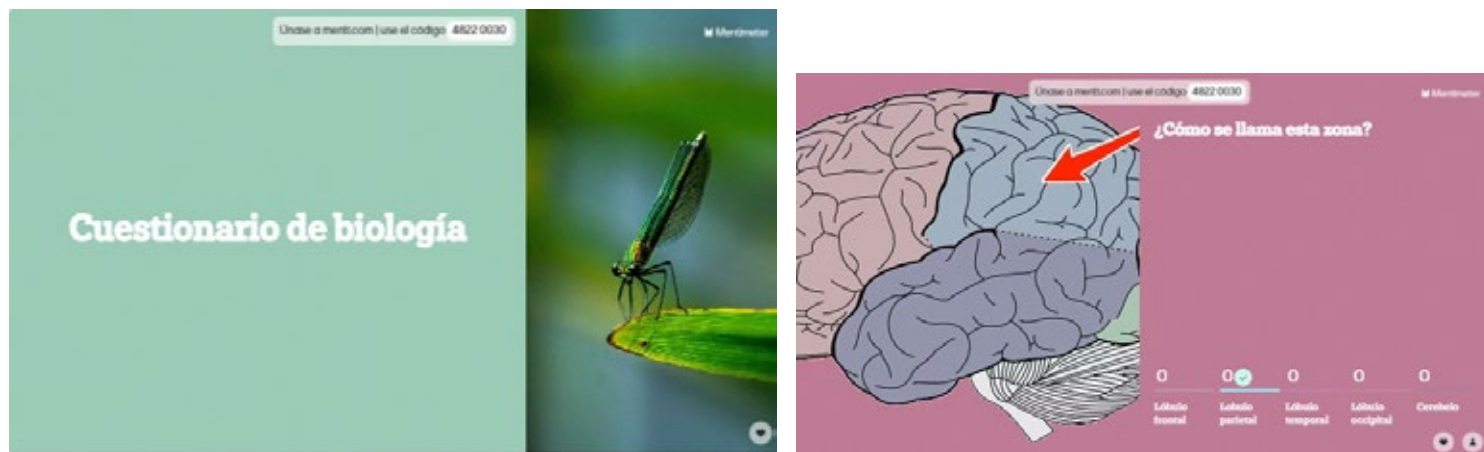 Únase a menti.com | use el código 4822 0030
Mentimeter
Cuestionario de biología
Únase a menti.com | use el código 4822 0030
Mentimeter
¿Cómo se llama esta zona?
0 0 0 0 0
Lóbulo frontal
Lobulo parietal
Lóbulo temporal
Lóbulo occipital
Cerebelo